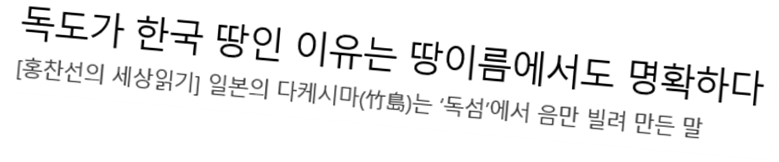 독도가 한국 땅인 이유는 땅이름에서도 명확하다
[홍찬선의 세상읽기] 일본의 다케시마(竹島)는 ‘독섬’에서 음만 빌려 만든 말